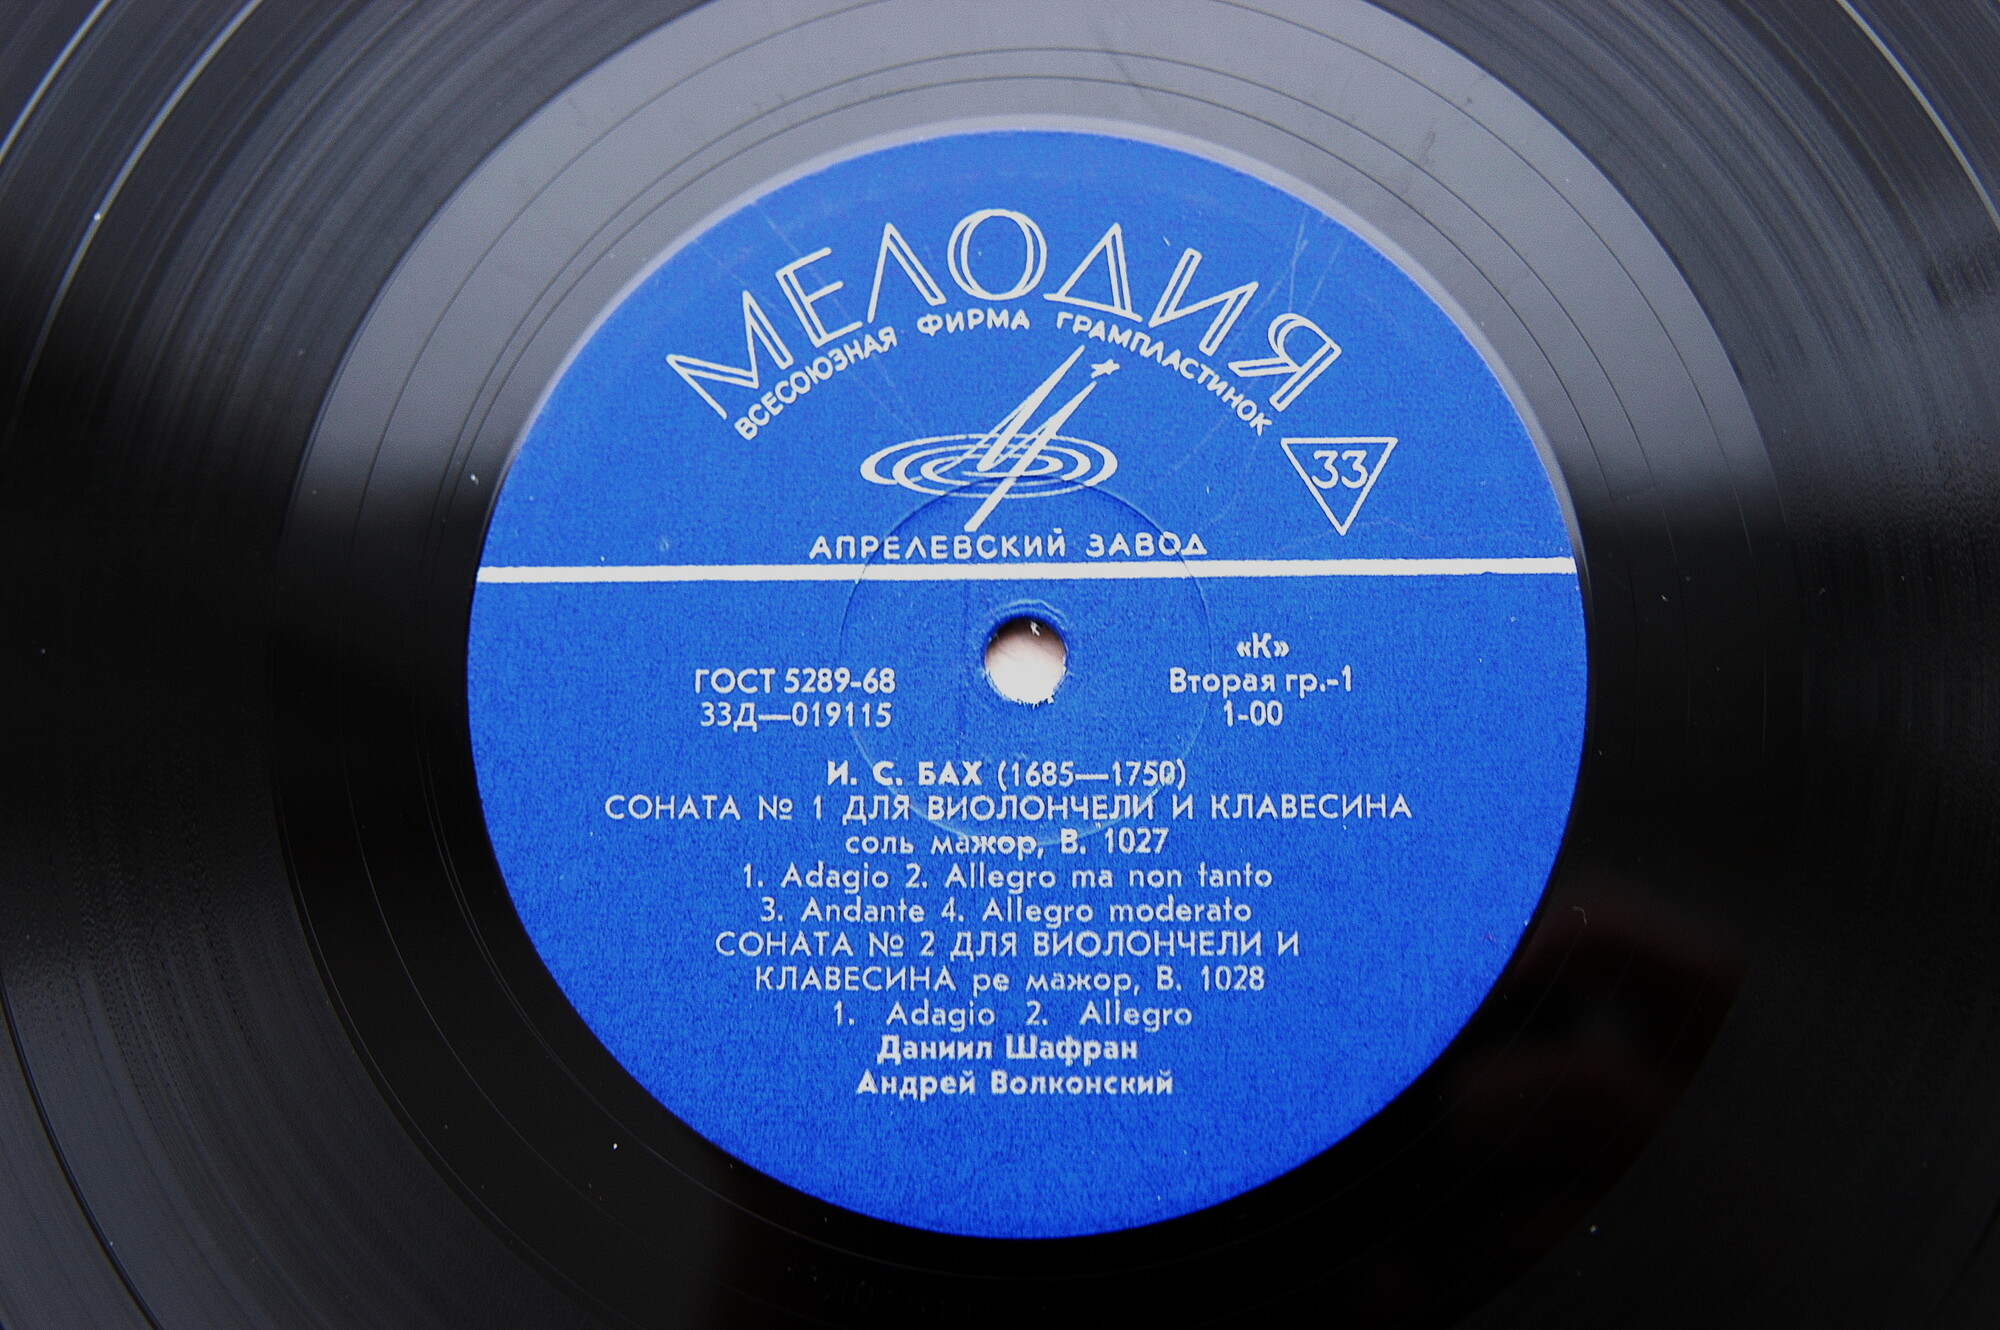 МЕЛОДИЯ
ВСЕСОЮЗНАЯ ФИРМА ГРАМПЛАСТИНОК
33
АПРЕЛЕВСКИЙ ЗАВОД
«К»
ГОСТ 5289-68 Вторая гр.-1
33Д—019115 1-00
И. С. БАХ (1685—1750)
СОНАТА № 1 ДЛЯ ВИОЛОНЧЕЛИ И КЛАВЕСИНА
соль мажор, В. 1027
1. Adagio 2. Allegro ma non tanto
3. Andante 4. Allegro moderato
СОНАТА № 2 ДЛЯ ВИОЛОНЧЕЛИ И
КЛАВЕСИНА ре мажор, В. 1028
1. Adagio 2. Allegro
Даниил Шафран
Андрей Волконский